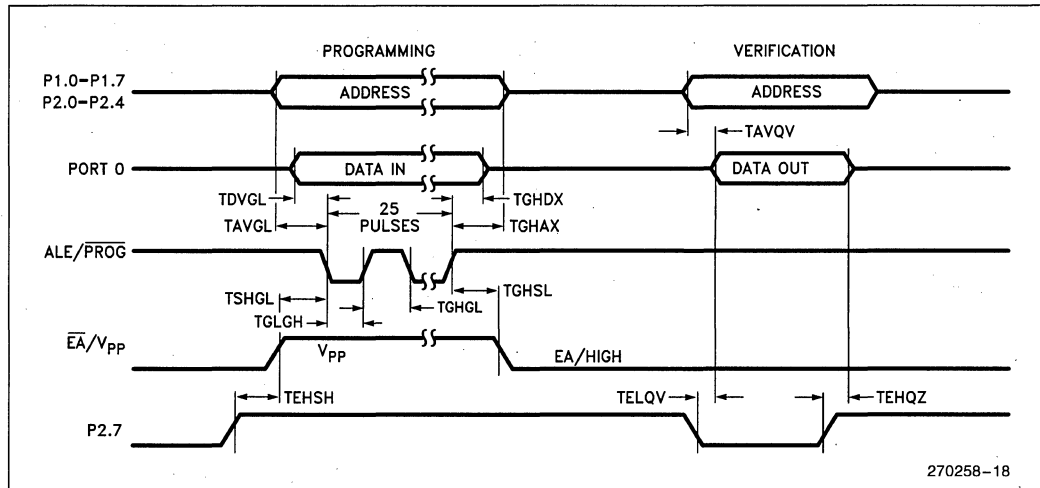 PROGRAMMING
VERIFICATION
P1.0–P1.7
P2.0–P2.4
ADDRESS
ADDRESS
TAVQV
PORT 0
DATA IN
DATA OUT
TDVGL
25
PULSES
TGHDX
TAVGL
TGHAX
ALE/PROG
TSHGL
TGHSL
TGHGL
TGLGH
EA/VPP
VPP
EA/HIGH
TEHSH
TELQV
TEHQZ
P2.7
270258–18